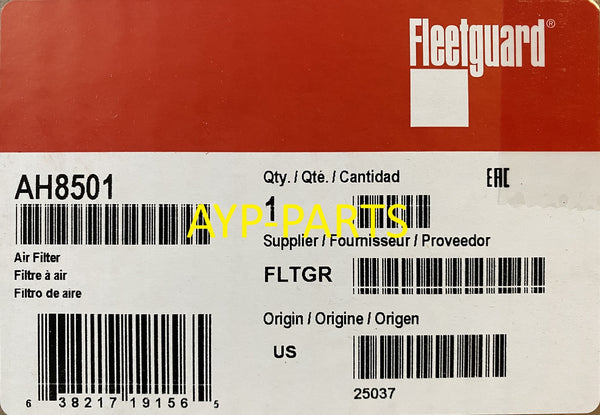 Fleetguard®
AH8501
Air Filter
Filtre à air
Filtro de aire
6 38217 19156 5
Qty. / Qté. / Cantidad
1
EAC
AYP-PARTS
Supplier / Fournisseur / Proveedor
FLTGR
Origin / Origine / Origen
US
25037